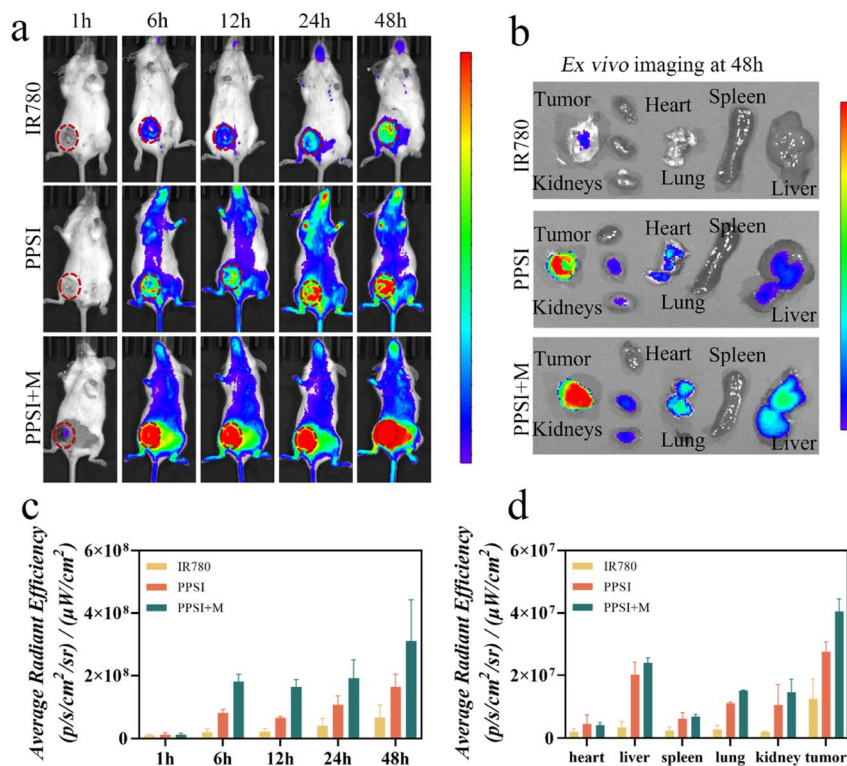 a
1h 6h 12h 24h 48h
IR780
PPSI
PPSI+M
b
Ex vivo imaging at 48h
IR780
Tumor Heart Spleen
Kidneys Lung Liver
PPSI
Tumor Heart Spleen
Kidneys Lung Liver
PPSI+M
Tumor Heart Spleen
Kidneys Lung Liver
c
Average Radiant Efficiency
(p/s/cm²/sr) / (μW/cm²)
6×10⁸
4×10⁸
2×10⁸
0
IR780
PPSI
PPSI+M
1h 6h 12h 24h 48h
d
Average Radiant Efficiency
(p/s/cm²/sr) / (μW/cm²)
6×10⁷
4×10⁷
2×10⁷
0
IR780
PPSI
PPSI+M
heart liver spleen lung kidney tumor